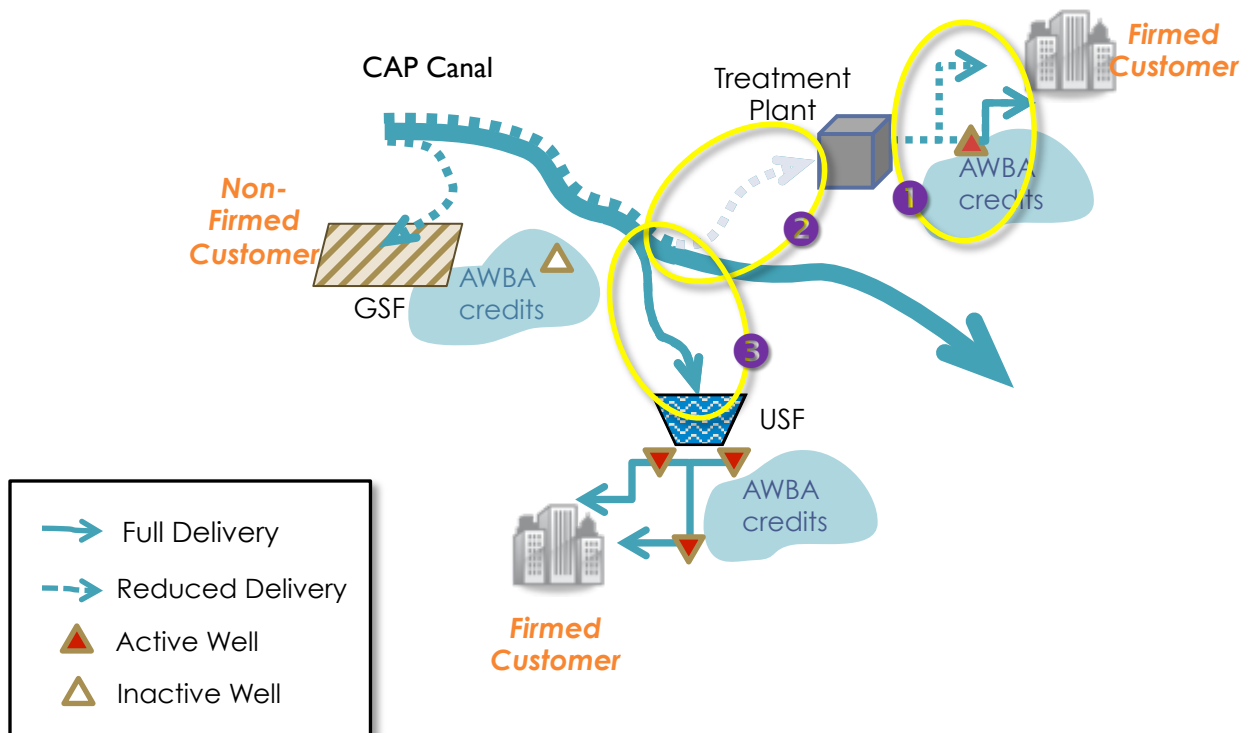 Firmed
Customer
CAP Canal
Treatment
Plant
Non-
Firmed
Customer
AWBA
credits
1
2
AWBA
credits
GSF
3
USF
AWBA
credits
Full Delivery
Reduced Delivery
Active Well
Inactive Well
Firmed
Customer